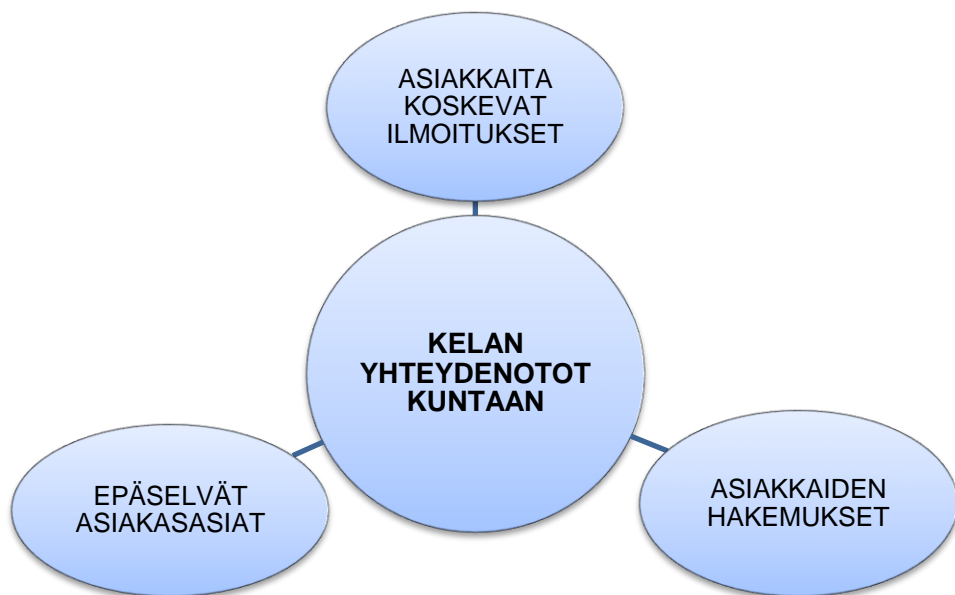 ASIAKKAITA
KOSKEVAT
ILMOITUKSET
KELAN
YHTEYDENOTOT
KUNTAAN
EPÄSELVÄT
ASIAKASASIAT
ASIAKKAIDEN
HAKEMUKSET